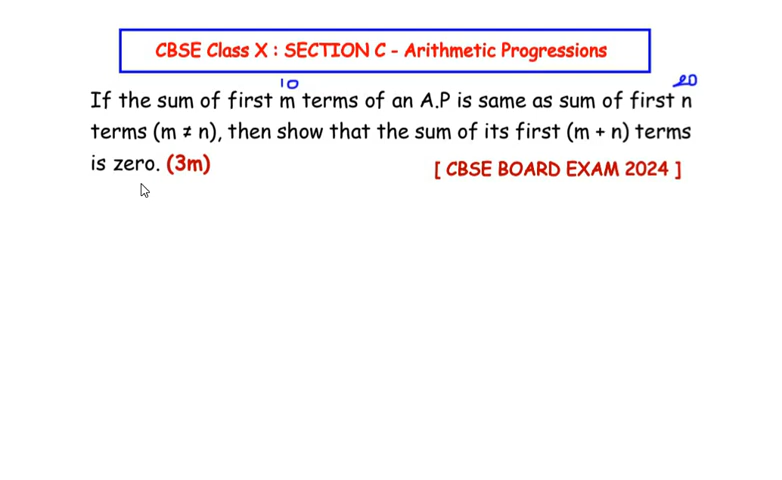 CBSE Class X : SECTION C - Arithmetic Progressions
10 20
If the sum of first m terms of an A.P is same as sum of first n
terms (m ≠ n), then show that the sum of its first (m + n) terms
is zero. (3m)
[ CBSE BOARD EXAM 2024 ]